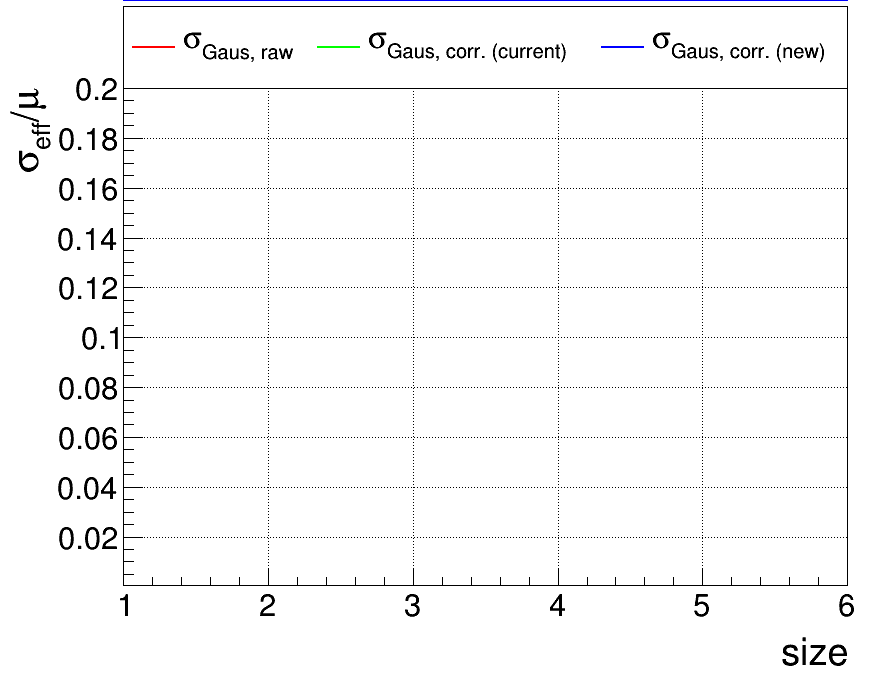 σGaus, raw σGaus, corr. (current) σGaus, corr. (new)
σeff/μ
0.2
0.18
0.16
0.14
0.12
0.1
0.08
0.06
0.04
0.02
1 2 3 4 5 6
size